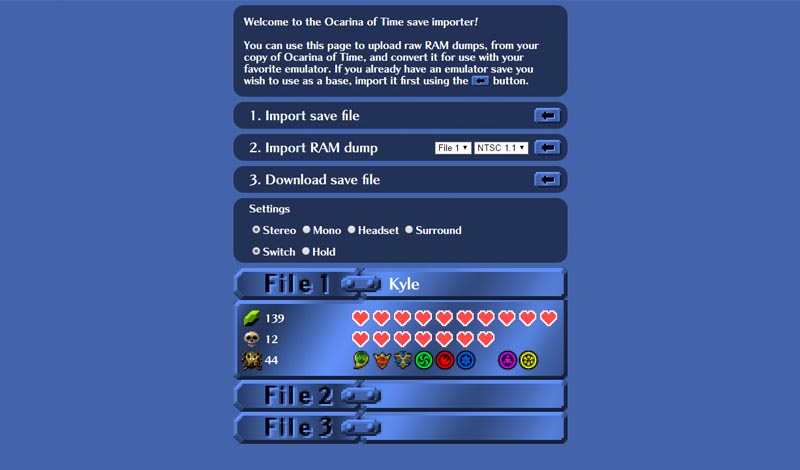 Welcome to the Ocarina of Time save importer!
You can use this page to upload raw RAM dumps, from your
copy of Ocarina of Time, and convert it for use with your
favorite emulator. If you already have an emulator save you
wish to use as a base, import it first using the button.
1. Import save file
2. Import RAM dump File 1 NTSC 1.1
3. Download save file
Settings
Stereo Mono Headset Surround
Switch Hold
File 1 Kyle
139
12
44
File 2
File 3